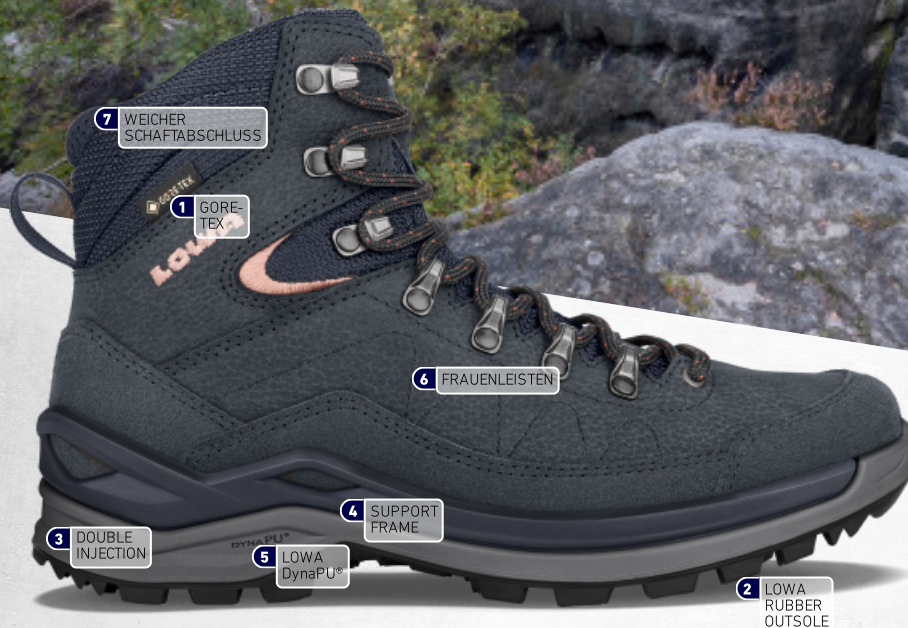 7 WEICHER
SCHAFTABSCHLUSS
GORE-TEX
1 GORE-
TEX
LOWA
6 FRAUENLEISTEN
4 SUPPORT
FRAME
3 DOUBLE
INJECTION
DYNAPU®
5 LOWA
DynaPU®
2 LOWA
RUBBER
OUTSOLE